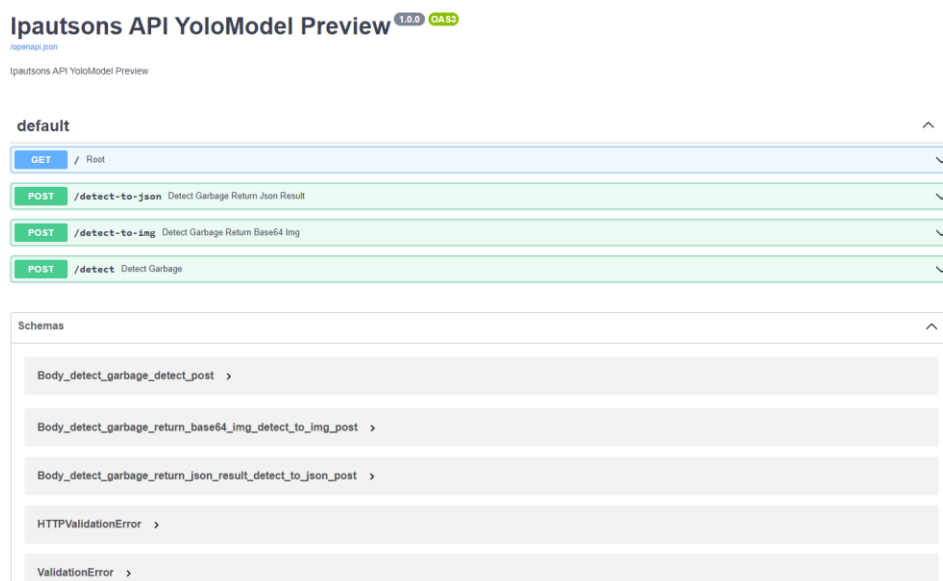 Ipautsons API YoloModel Preview 1.0.0 OAS3
/openapi.json
Ipautsons API YoloModel Preview
default
GET / Root
POST /detect-to-json Detect Garbage Return Json Result
POST /detect-to-img Detect Garbage Return Base64 Img
POST /detect Detect Garbage
Schemas
Body_detect_garbage_detect_post
Body_detect_garbage_return_base64_img_detect_to_img_post
Body_detect_garbage_return_json_result_detect_to_json_post
HTTPValidationError
ValidationError